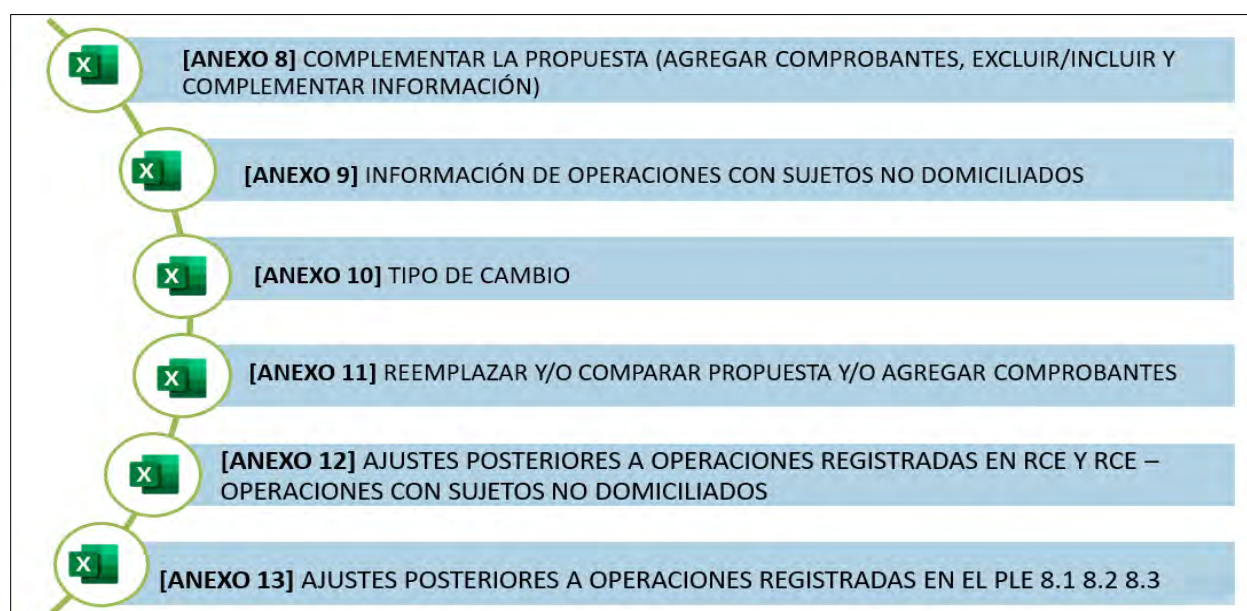 [ANEXO 8] COMPLEMENTAR LA PROPUESTA (AGREGAR COMPROBANTES, EXCLUIR/INCLUIR Y
COMPLEMENTAR INFORMACIÓN)
[ANEXO 9] INFORMACIÓN DE OPERACIONES CON SUJETOS NO DOMICILIADOS
[ANEXO 10] TIPO DE CAMBIO
[ANEXO 11] REEMPLAZAR Y/O COMPARAR PROPUESTA Y/O AGREGAR COMPROBANTES
[ANEXO 12] AJUSTES POSTERIORES A OPERACIONES REGISTRADAS EN RCE Y RCE –
OPERACIONES CON SUJETOS NO DOMICILIADOS
[ANEXO 13] AJUSTES POSTERIORES A OPERACIONES REGISTRADAS EN EL PLE 8.1 8.2 8.3